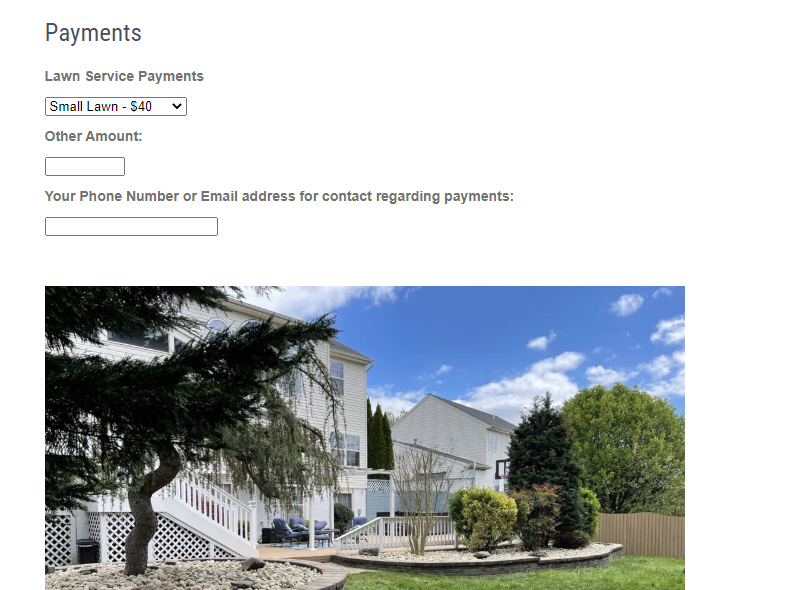 Payments
Lawn Service Payments
Small Lawn - $40
Other Amount:
Your Phone Number or Email address for contact regarding payments: